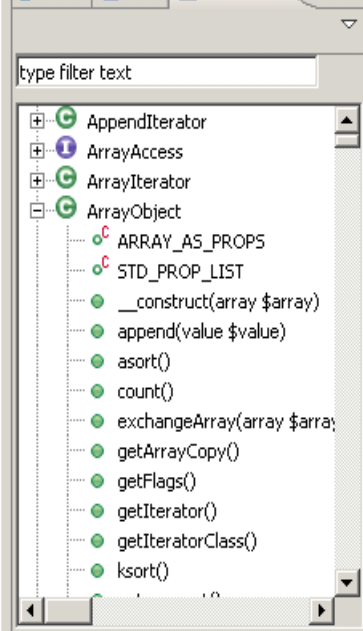 type filter text
AppendIterator
ArrayAccess
ArrayIterator
ArrayObject
ARRAY_AS_PROPS
STD_PROP_LIST
__construct(array $array)
append(value $value)
asort()
count()
exchangeArray(array $array
getArrayCopy()
getFlags()
getIterator()
getIteratorClass()
ksort()